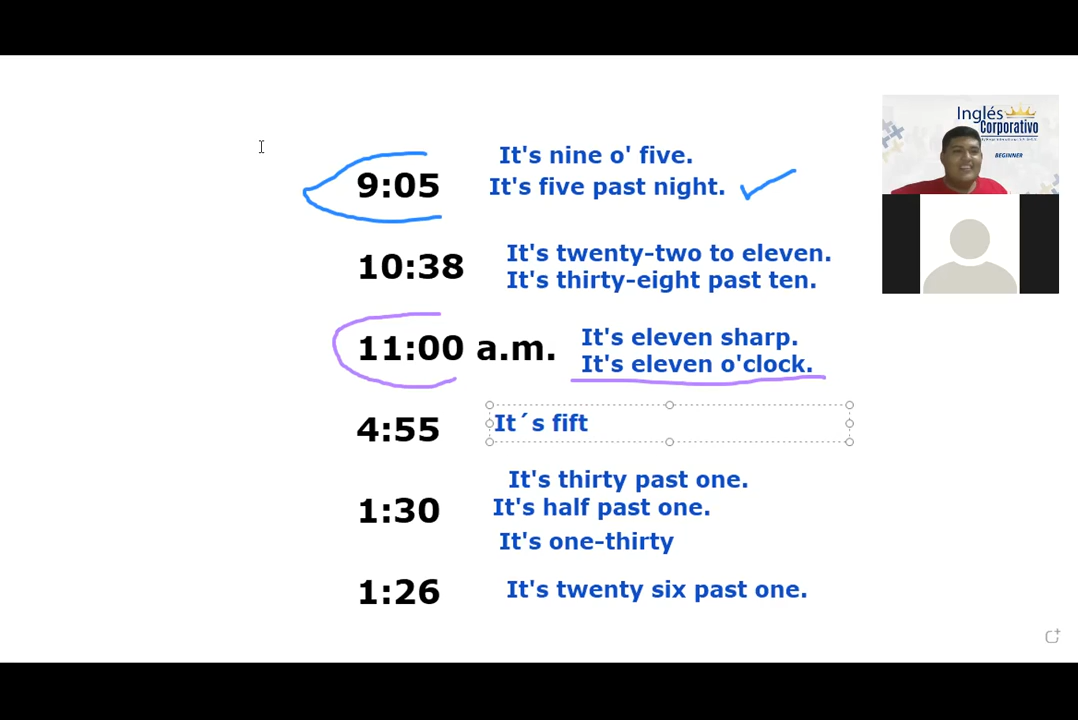 Inglés
Corporativo
BEGINNER
9:05
It's nine o' five.
It's five past night.
10:38
It's twenty-two to eleven.
It's thirty-eight past ten.
11:00 a.m.
It's eleven sharp.
It's eleven o'clock.
4:55
It´s fift
1:30
It's thirty past one.
It's half past one.
It's one-thirty
1:26
It's twenty six past one.